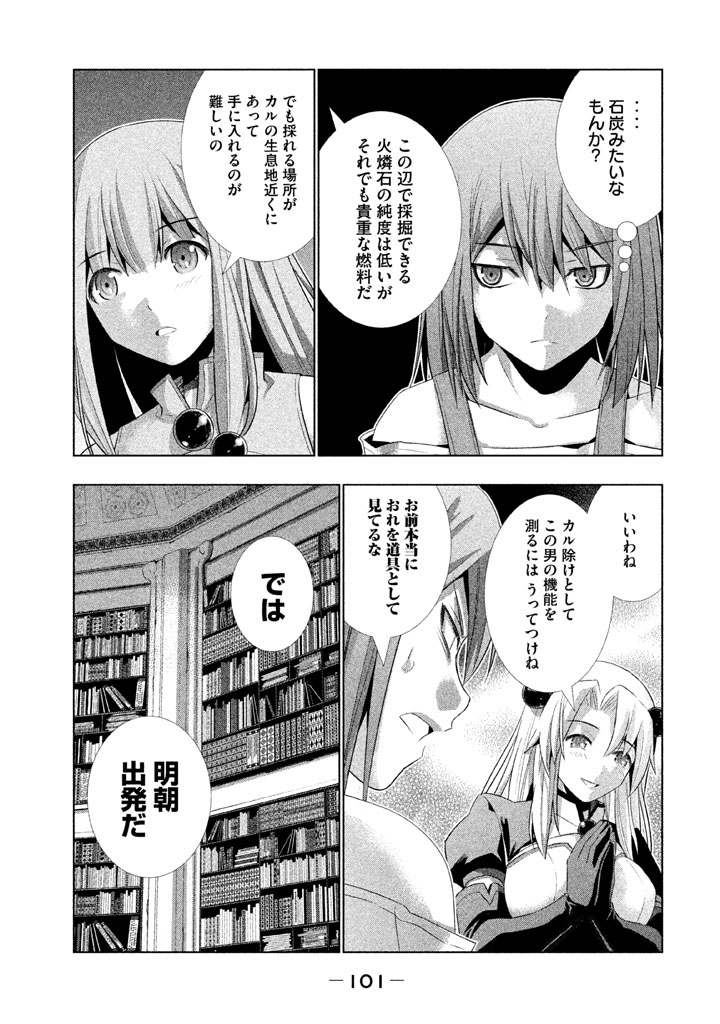 ‥‥
石炭みたいな
もんか？
この辺で採掘できる
火燐石の純度は低いが
それでも貴重な燃料だ
でも採れる場所が
カルの生息地近くに
あって
手に入れるのが
難しいの
いいわね
カル除けとして
この男の機能を
測るには うってつけね
お前本当に
おれを道具として
見てるな
では
明朝
出発だ
— 101 —